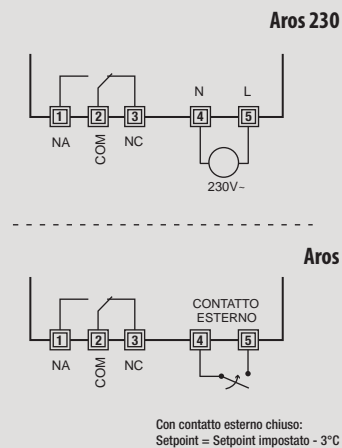 Aros 230
N L
1 2 3 4 5
NA COM NC
230V~
Aros
CONTATTO
ESTERNO
1 2 3 4 5
NA COM NC
Con contatto esterno chiuso:
Setpoint = Setpoint impostato - 3°C